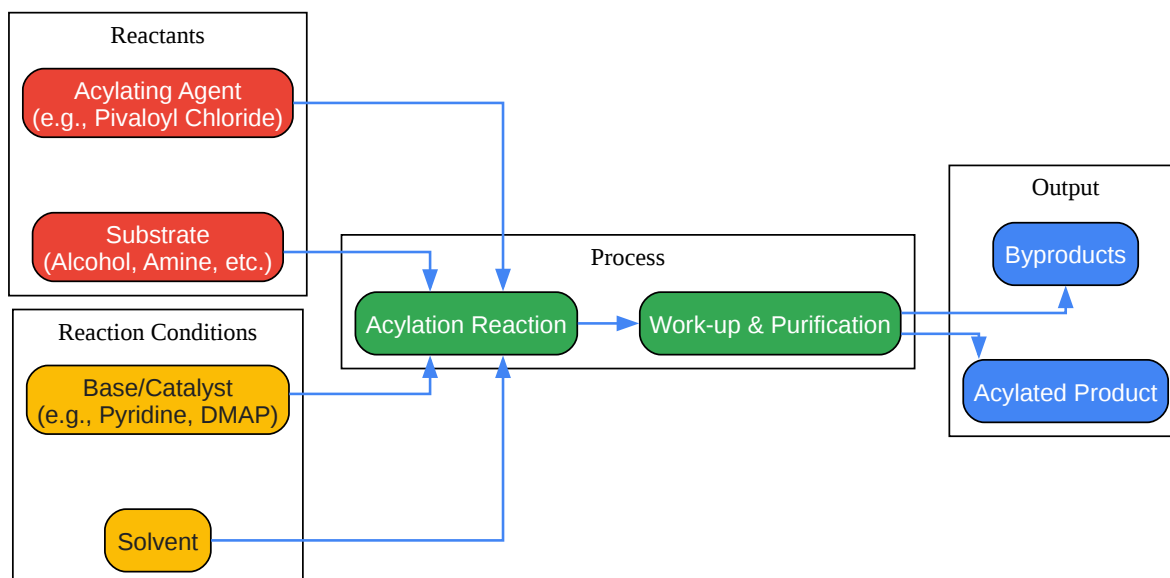 Reactants
Acylating Agent
(e.g., Pivaloyl Chloride)
Substrate
(Alcohol, Amine, etc.)
Reaction Conditions
Base/Catalyst
(e.g., Pyridine, DMAP)
Solvent
Process
Acylation Reaction
Work-up & Purification
Output
Byproducts
Acylated Product